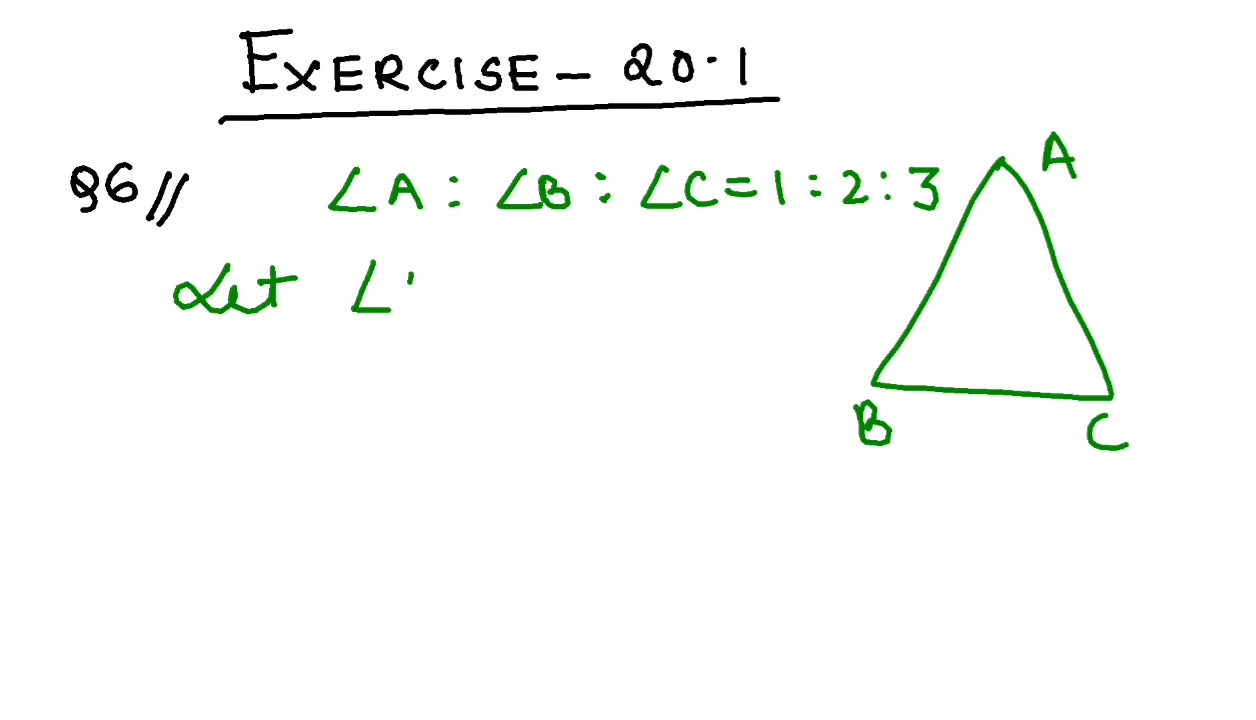 EXERCISE - 20.1
Q6//
∠A : ∠B : ∠C = 1 : 2 : 3
Let ∠
A
B
C